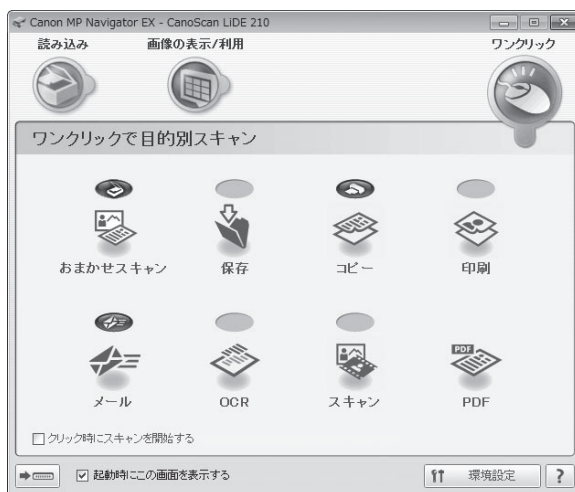 Canon MP Navigator EX - CanoScan LiDE 210
読み込み 画像の表示/利用 ワンクリック
ワンクリックで目的別スキャン
おまかせスキャン 保存 コピー 印刷
PDF
メール OCR スキャン PDF
クリック時にスキャンを開始する
起動時にこの画面を表示する 環境設定 ?